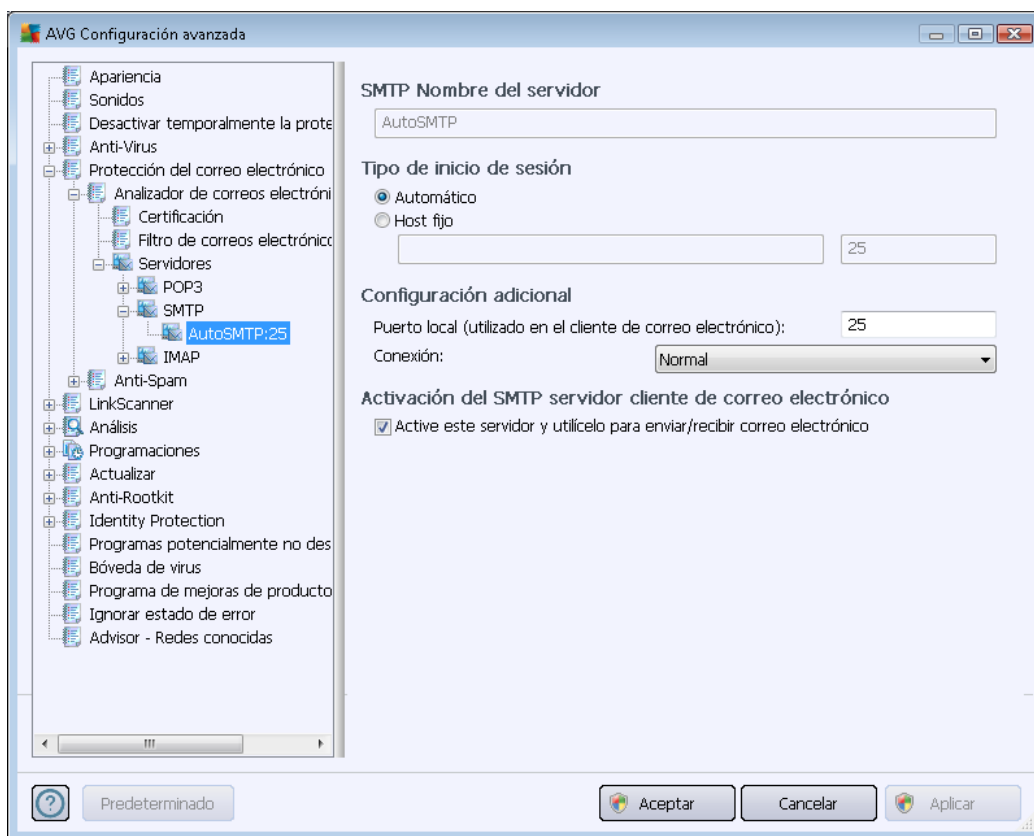 AVG Configuración avanzada
Apariencia
Sonidos
Desactivar temporalmente la prote
Anti-Virus
Protección del correo electrónico
Analizador de correos electróni
Certificación
Filtro de correos electrónico
Servidores
POP3
SMTP
AutoSMTP:25
IMAP
Anti-Spam
LinkScanner
Análisis
Programaciones
Actualizar
Anti-Rootkit
Identity Protection
Programas potencialmente no des
Bóveda de virus
Programa de mejoras de producto
Ignorar estado de error
Advisor - Redes conocidas
SMTP Nombre del servidor
AutoSMTP
Tipo de inicio de sesión
Automático
Host fijo
25
Configuración adicional
Puerto local (utilizado en el cliente de correo electrónico): 25
Conexión: Normal
Activación del SMTP servidor cliente de correo electrónico
Active este servidor y utilícelo para enviar/recibir correo electrónico
Predeterminado Aceptar Cancelar Aplicar